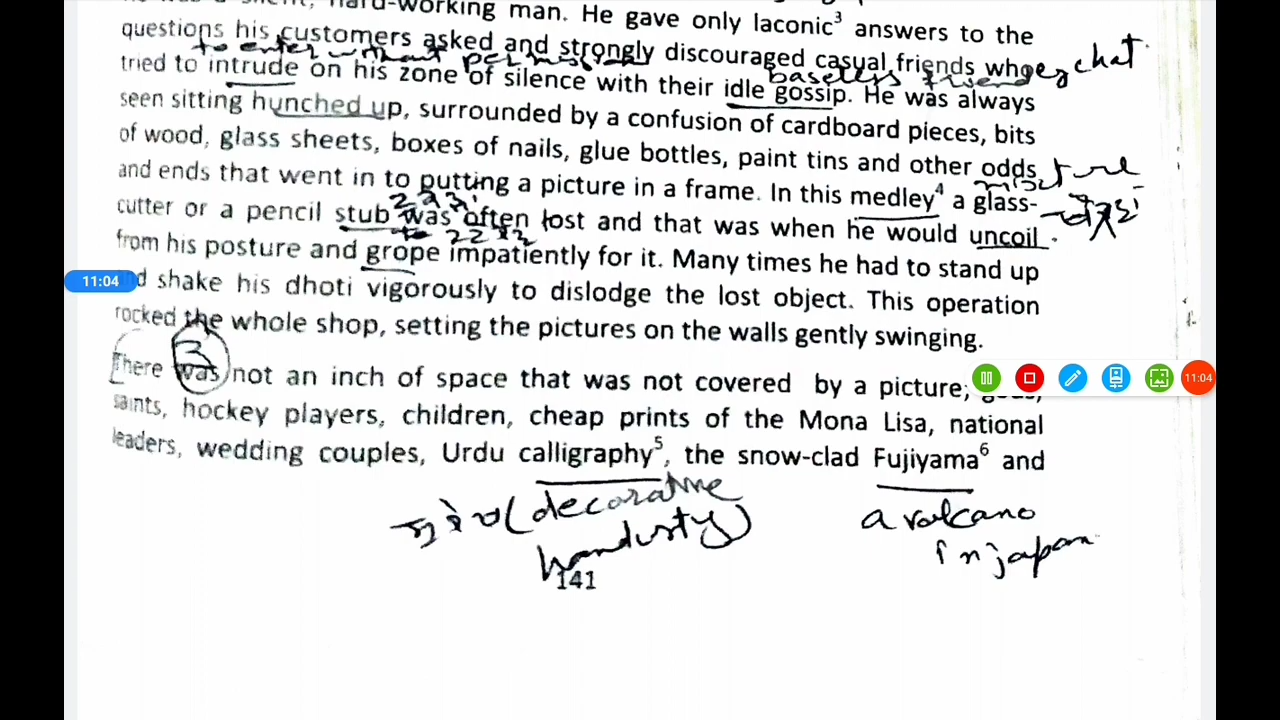 hard-working man. He gave only laconic³ answers to the
questions his customers asked and strongly discouraged casual friends who
to enter without permission
ey chat
tried to intrude on his zone of silence with their idle gossip. He was always
baseless
seen sitting hunched up, surrounded by a confusion of cardboard pieces, bits
of wood, glass sheets, boxes of nails, glue bottles, paint tins and other odds
and ends that went in to putting a picture in a frame. In this medley⁴ a glass-
cutter or a pencil stub was often lost and that was when he would uncoil
from his posture and grope impatiently for it. Many times he had to stand up
11:04
shake his dhoti vigorously to dislodge the lost object. This operation
rocked the whole shop, setting the pictures on the walls gently swinging.
3
There was not an inch of space that was not covered by a picture;
11:04
saints, hockey players, children, cheap prints of the Mona Lisa, national
leaders, wedding couples, Urdu calligraphy⁵, the snow-clad Fujiyama⁶ and
(decorative
a volcano
in japan
141